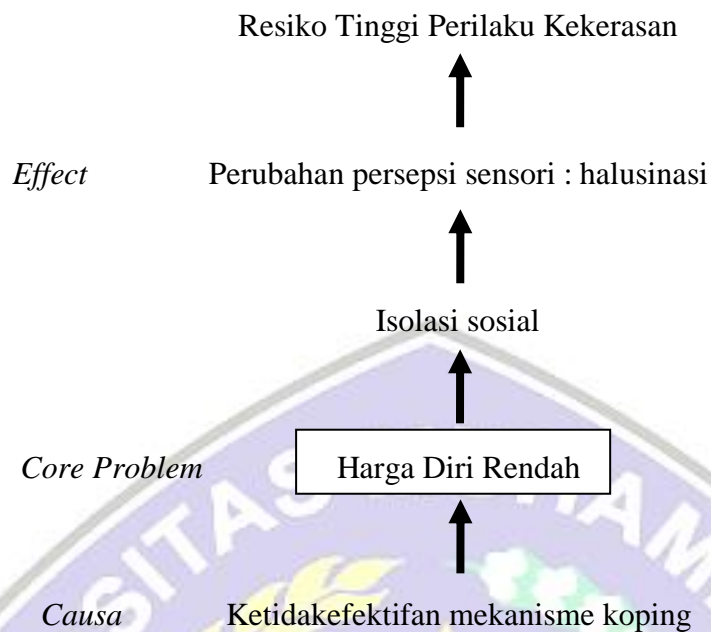 Resiko Tinggi Perilaku Kekerasan
Effect Perubahan persepsi sensori : halusinasi
Isolasi sosial
Core Problem Harga Diri Rendah
Causa Ketidakefektifan mekanisme koping